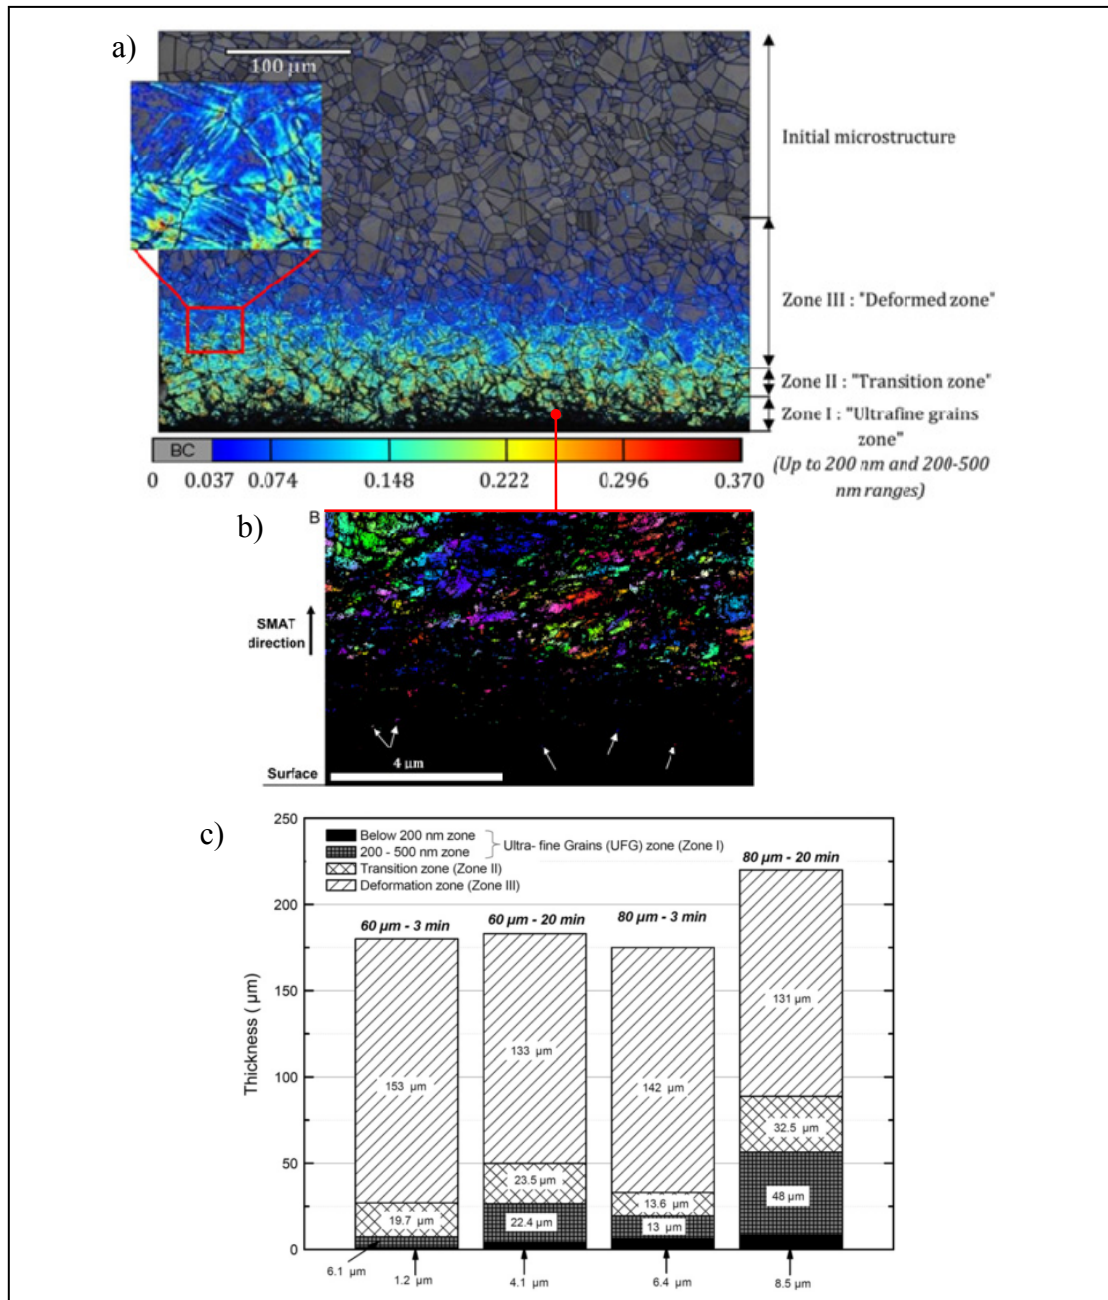 a)
100 µm
Initial microstructure
Zone III : "Deformed zone"
Zone II : "Transition zone"
Zone I : "Ultrafine grains
zone"
(Up to 200 nm and 200-500
nm ranges)
BC
0 0.037 0.074 0.148 0.222 0.296 0.370
b)
B
SMAT
direction
4 µm
Surface
c)
250
200
150
100
50
0
Thickness ( µm)
Below 200 nm zone
200 - 500 nm zone
Ultra- fine Grains (UFG) zone (Zone I)
Transition zone (Zone II)
Deformation zone (Zone III)
60 µm - 3 min
60 µm - 20 min
80 µm - 3 min
80 µm - 20 min
153 µm
133 µm
142 µm
131 µm
19.7 µm
23.5 µm
13.6 µm
32.5 µm
22.4 µm
13 µm
48 µm
6.1 µm
1.2 µm
4.1 µm
6.4 µm
8.5 µm